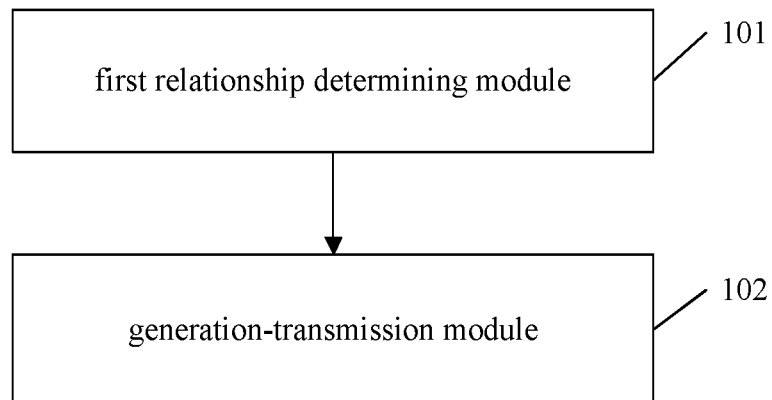 101
first relationship determining module
102
generation-transmission module